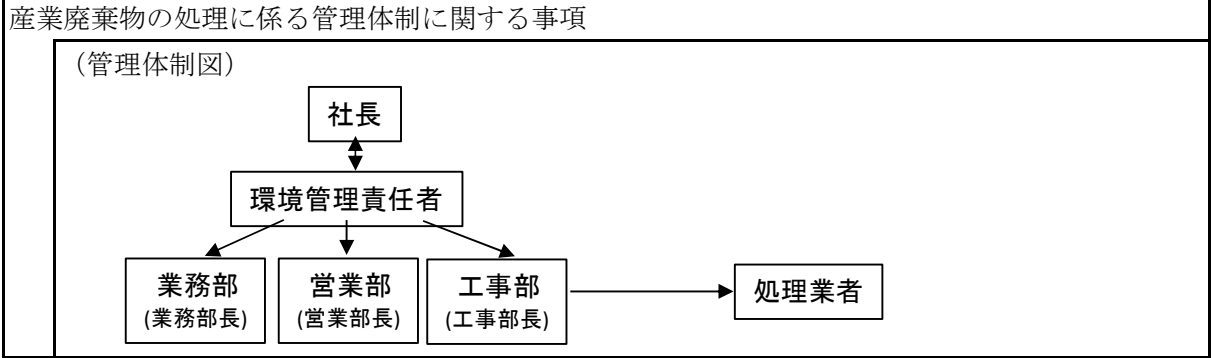 産業廃棄物の処理に係る管理体制に関する事項
（管理体制図）
社長
環境管理責任者
業務部
(業務部長)
営業部
(営業部長)
工事部
(工事部長)
処理業者